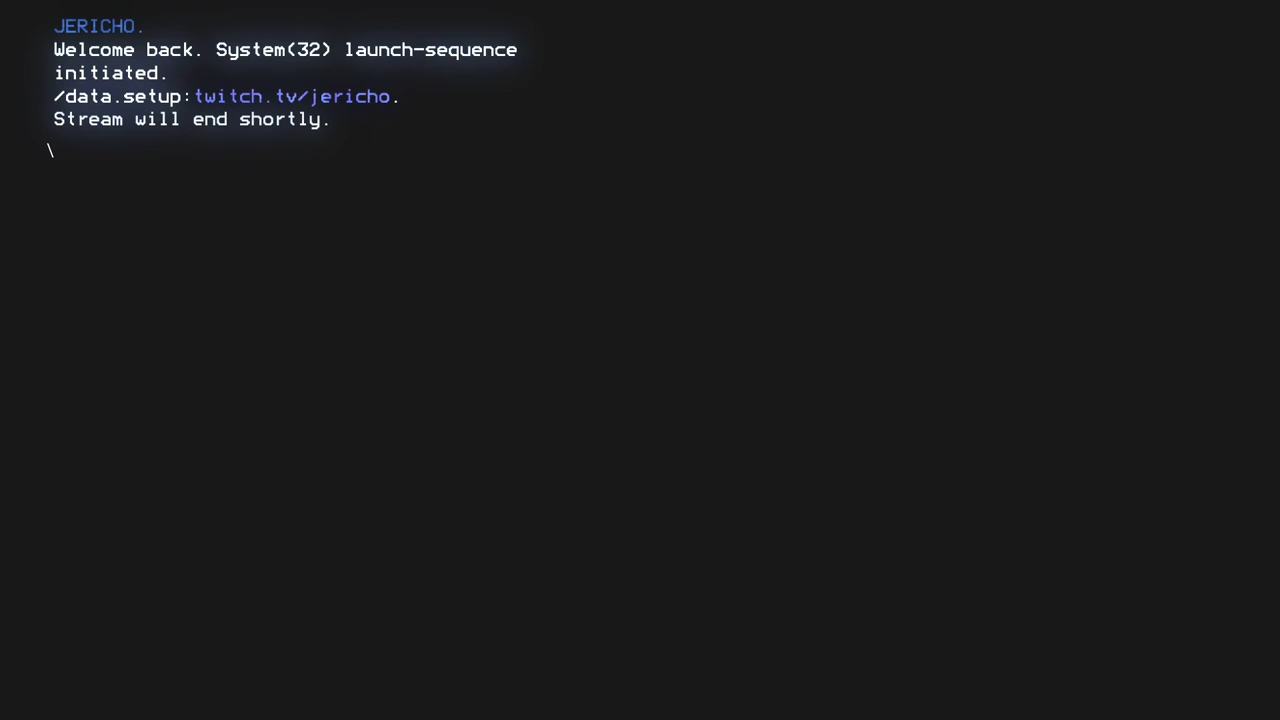 JERICHO.
Welcome back. System(32) launch-sequence
initiated.
/data.setup:twitch.tv/jericho.
Stream will end shortly.
\